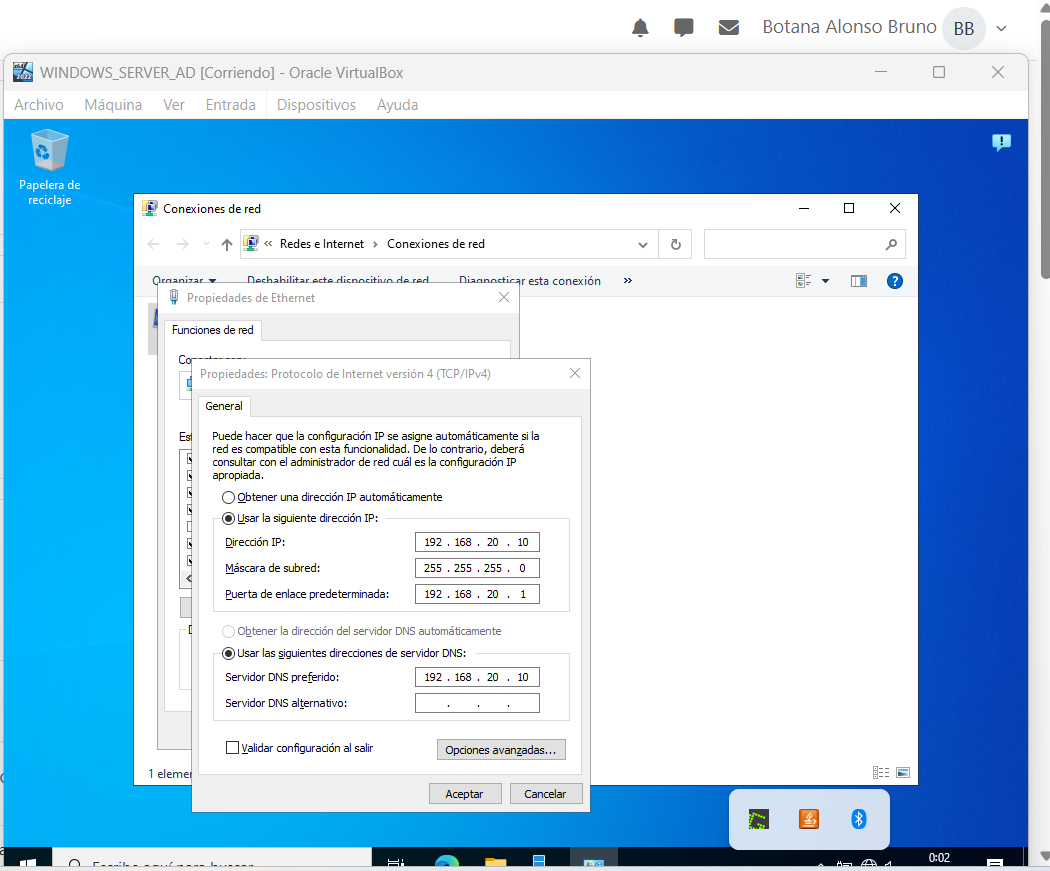 Botana Alonso Bruno BB
WINDOWS_SERVER_AD [Corriendo] - Oracle VirtualBox
Archivo Máquina Ver Entrada Dispositivos Ayuda
Papelera de
reciclaje
Conexiones de red
« Redes e Internet › Conexiones de red
Organizar Deshabilitar este dispositivo de red Diagnosticar esta conexión »
Propiedades de Ethernet
Funciones de red
Propiedades: Protocolo de Internet versión 4 (TCP/IPv4)
General
Puede hacer que la configuración IP se asigne automáticamente si la
red es compatible con esta funcionalidad. De lo contrario, deberá
consultar con el administrador de red cuál es la configuración IP
apropiada.
Obtener una dirección IP automáticamente
Usar la siguiente dirección IP:
Dirección IP: 192 . 168 . 20 . 10
Máscara de subred: 255 . 255 . 255 . 0
Puerta de enlace predeterminada: 192 . 168 . 20 . 1
Obtener la dirección del servidor DNS automáticamente
Usar las siguientes direcciones de servidor DNS:
Servidor DNS preferido: 192 . 168 . 20 . 10
Servidor DNS alternativo: . . .
Validar configuración al salir
Opciones avanzadas...
1 elemen
Aceptar Cancelar
Escribe aquí para buscar
0:02